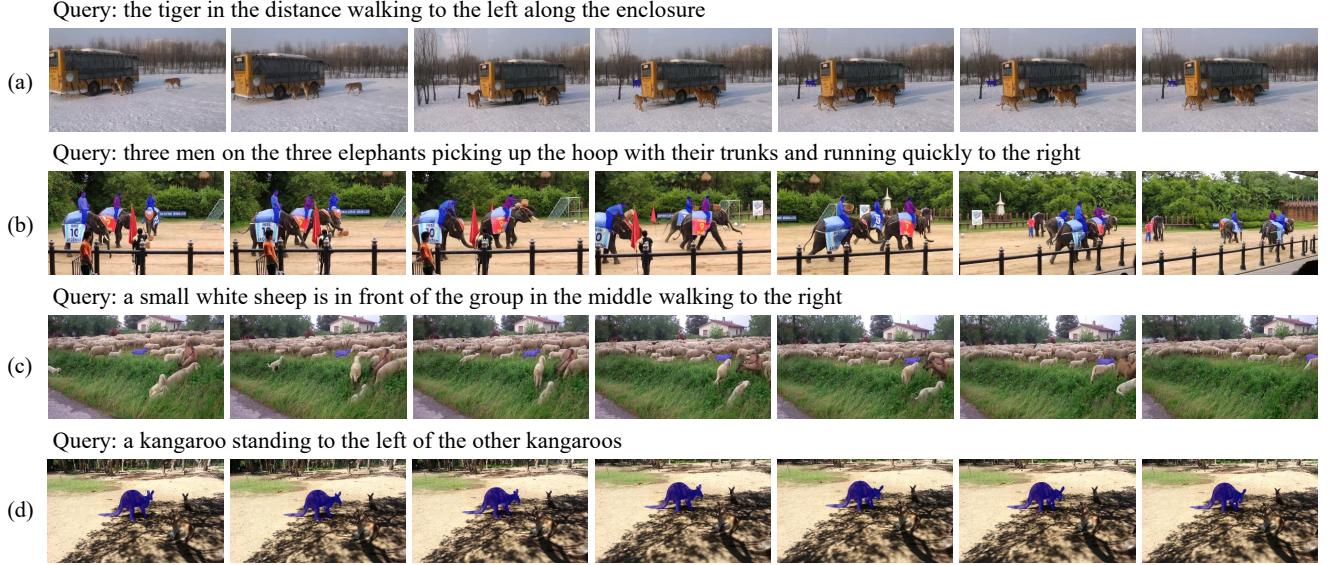 Query: the tiger in the distance walking to the left along the enclosure
(a)
Query: three men on the three elephants picking up the hoop with their trunks and running quickly to the right
(b)
10
Query: a small white sheep is in front of the group in the middle walking to the right
(c)
Query: a kangaroo standing to the left of the other kangaroos
(d)